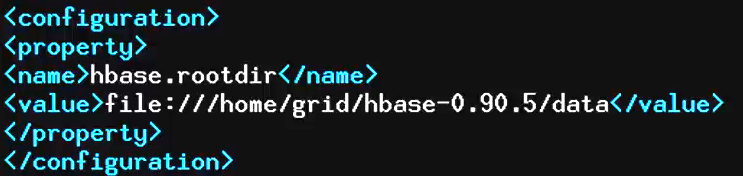 <configuration>
<property>
<name>hbase.rootdir</name>
<value>file:///home/grid/hbase-0.90.5/data</value>
</property>
</configuration>